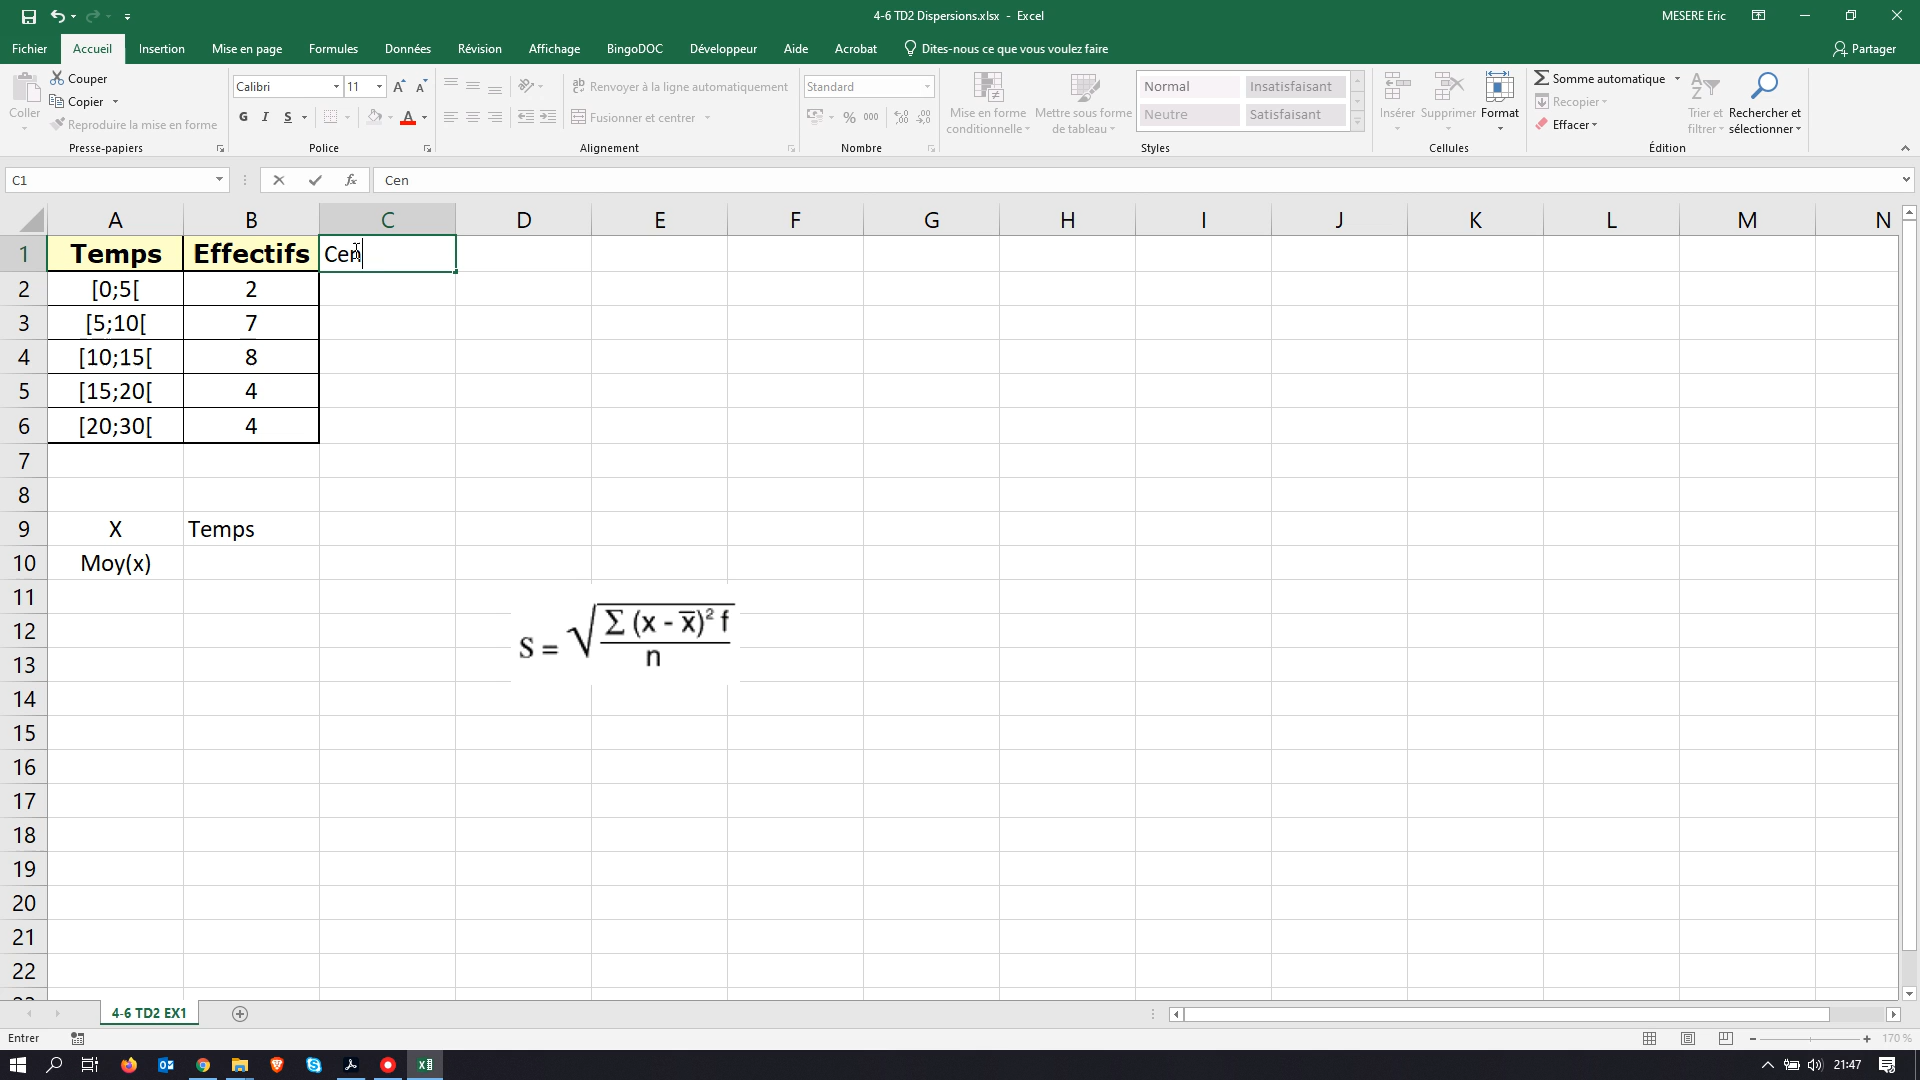 4-6 TD2 Dispersions.xlsx - Excel
MESERE Eric
Fichier Accueil Insertion Mise en page Formules Données Révision Affichage BingoDOC Développeur Aide Acrobat Dites-nous ce que vous voulez faire Partager
Coller
Couper
Copier
Reproduire la mise en forme
Presse-papiers
Calibri 11
G I S
Police
Renvoyer à la ligne automatiquement
Fusionner et centrer
Alignement
Standard
% 000
Nombre
Mise en forme conditionnelle
Mettre sous forme de tableau
Normal Insatisfaisant
Neutre Satisfaisant
Styles
Insérer Supprimer Format
Cellules
Somme automatique
Recopier
Effacer
Trier et filtrer
Rechercher et sélectionner
Édition
C1 fx Cen
A B C D E F G H I J K L M N
1 Temps Effectifs Cen
2 [0;5[ 2
3 [5;10[ 7
4 [10;15[ 8
5 [15;20[ 4
6 [20;30[ 4
7
8
9 X Temps
10 Moy(x)
11
12
13
14
15
16
17
18
19
20
21
22
S = √ Σ (x - x̅)² f
n
4-6 TD2 EX1
Entrer
170 %
21:47